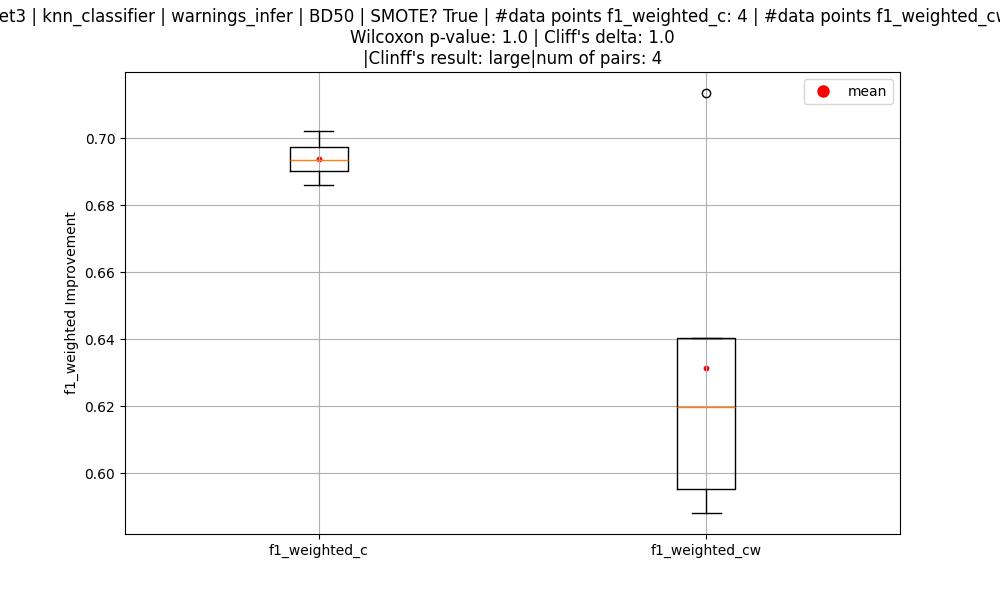 et3 | knn_classifier | warnings_infer | BD50 | SMOTE? True | #data points f1_weighted_c: 4 | #data points f1_weighted_cw
Wilcoxon p-value: 1.0 | Cliff's delta: 1.0
|Clinff's result: large|num of pairs: 4
mean
0.70
0.68
0.66
0.64
0.62
0.60
f1_weighted Improvement
f1_weighted_c
f1_weighted_cw